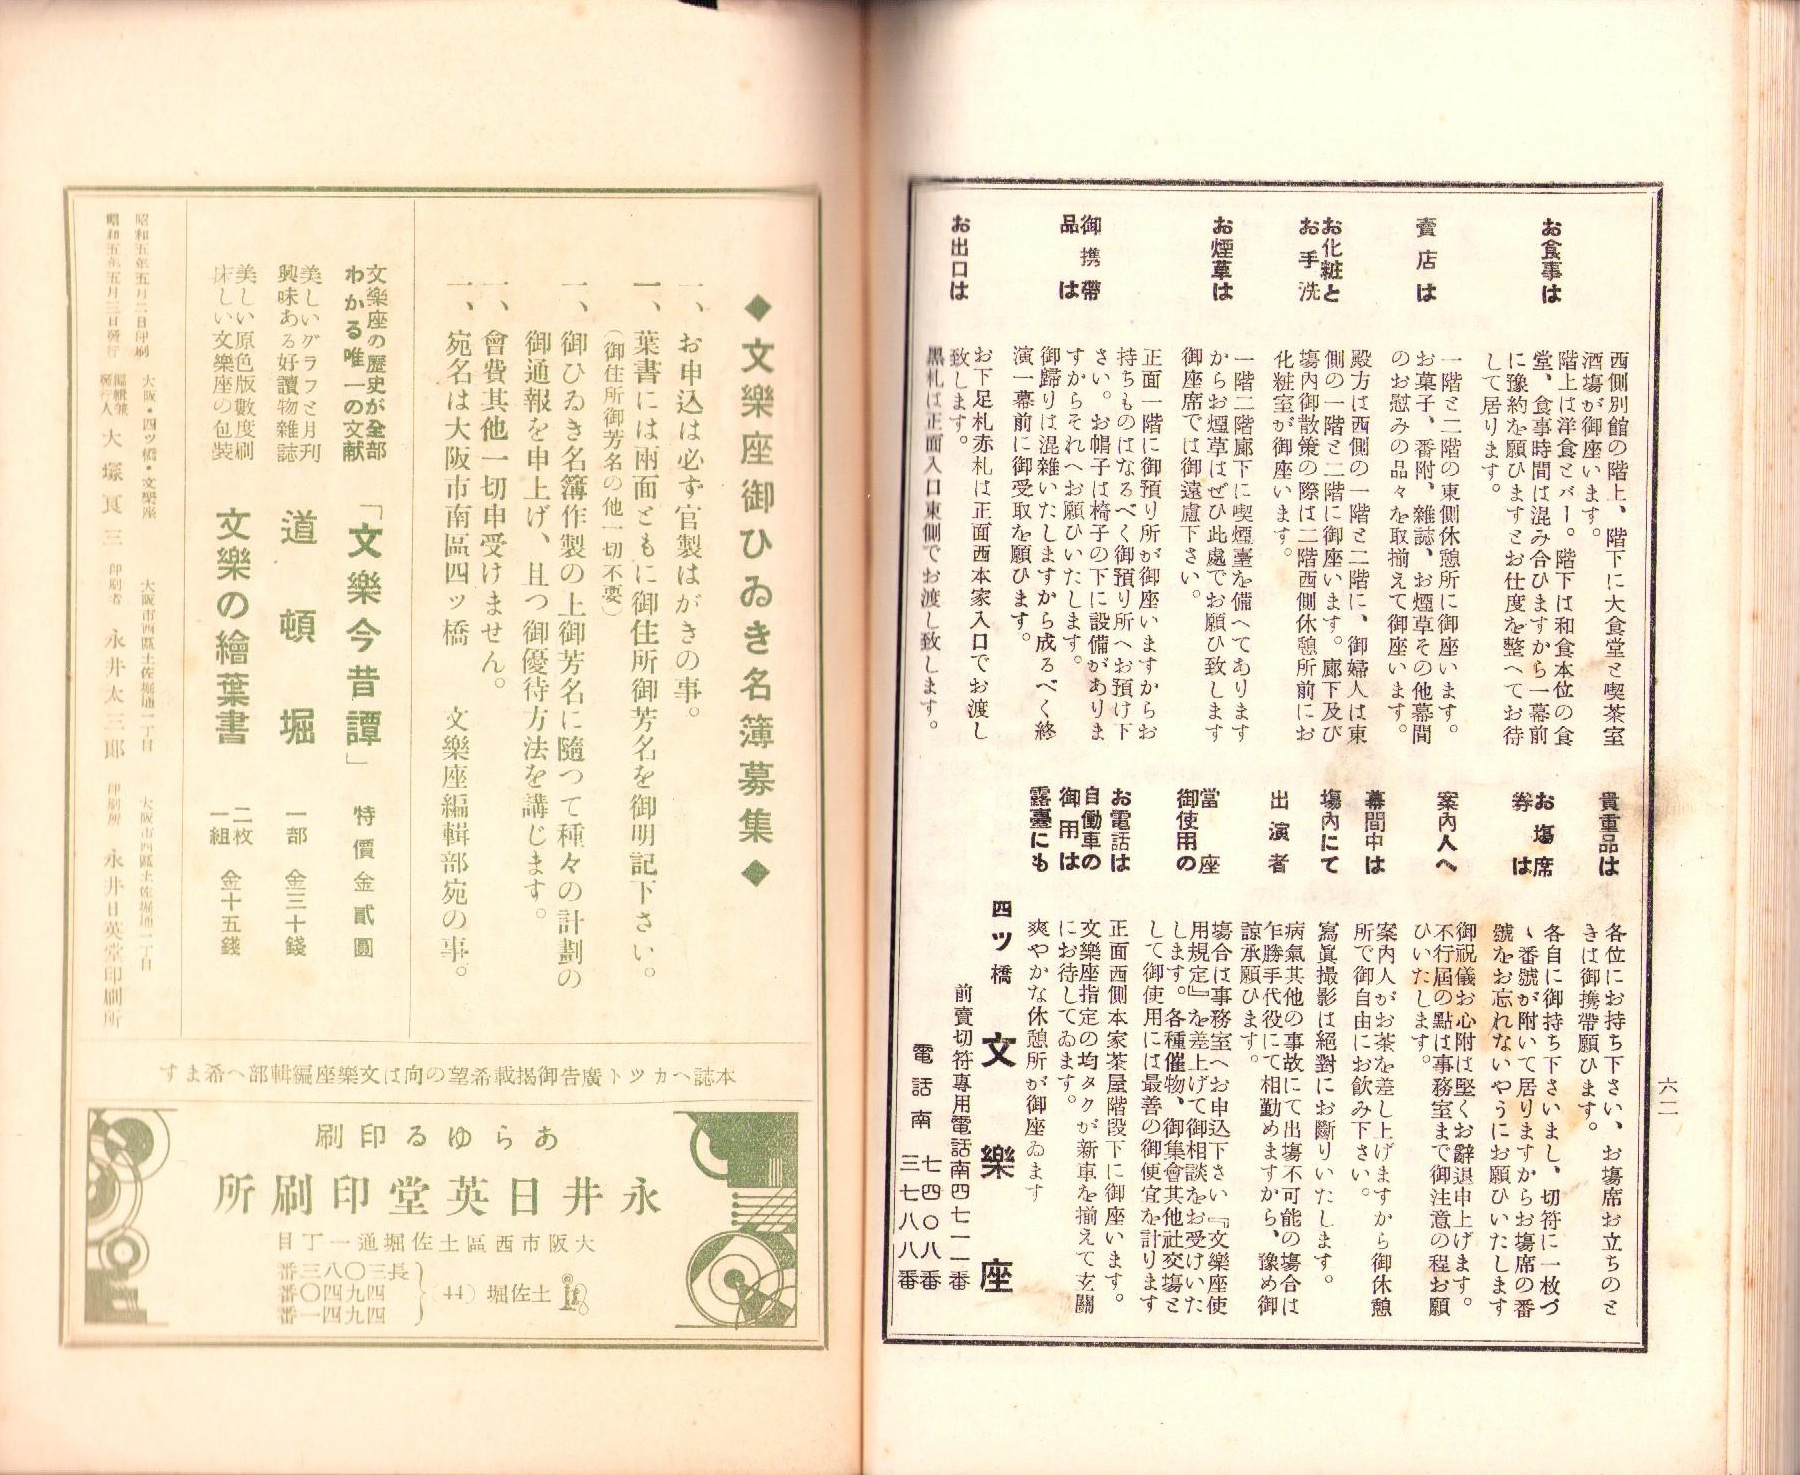 六二
お食事は
西側別館の階上、階下に大食堂と喫茶室
酒塲が御座います。
階上は洋食とバー。階下は和食本位の食
堂、食事時間は混み合ひますから一幕前
に豫約を願ひますとお仕度を整へてお待
して居ります。
賣店は
一階と二階の東側休憩所に御座います。
お菓子、番附、雜誌、お煙草その他幕間
のお慰みの品々を取揃えて御座います。
お化粧と
お手洗
殿方は西側の一階と二階に、御婦人は東
側の一階と二階に御座います。廊下及び
塲內御散策の際は二階西側休憩所前にお
化粧室が御座います。
お煙草は
一階二階廊下に喫煙臺を備へてあります
からお煙草はぜひ此處でお願ひ致します
御座席では御遠慮下さい。
御携帶
品は
正面一階に御預り所が御座いますからお
持ちものはなるべく御預り所へお預け下
さい。お帽子は椅子の下に設備がありま
すからそれへお願ひいたします。
御歸りは混雜いたしますから成るべく終
演一幕前に御受取を願ひます。
お出口は
お下足札赤札は正面西本家入口でお渡し
致します。
黑札は正面入口東側でお渡し致します。
貴重品は
各位にお持ち下さい、お塲席お立ちのと
きは御携帶願ひます。
お塲席
券は
各自に御持ち下さいまし、切符に一枚づ
ゝ番號が附いて居りますからお塲席の番
號をお忘れないやうにお願ひいたします
案內人へ
御祝儀お心附は堅くお辭退申上げます。
不行屆の點は事務室まで御注意の程お願
ひいたします。
幕間中は
案內人がお茶を差し上げますから御休憩
所で御自由にお飲み下さい。
塲內にて
寫眞撮影は絕對にお斷りいたします。
出演者
病氣其他の事故にて出塲不可能の塲合は
乍勝手代役にて相勤めますから、豫め御
諒承願ひます。
當座
御使用の
塲合は事務室へお申込下さい『文樂座使
用規定』を差上げて御相談をお受けいた
します。各種催物、御集會其他社交塲と
して御使用には最善の御便宜を計ります
お電話は
正面西側本家茶屋階段下に御座います。
自働車の
御用は
文樂座指定の均タクが新車を揃えて玄關
にお待してゐます。
露臺にも
爽やかな休憩所が御座ゐます
四ツ橋 文樂座
前賣切符專用電話南四七一一番
電話南 七四〇八番
三七八八番
◆文樂座御ひゐき名簿募集◆
一、お申込は必ず官製はがきの事。
一、葉書には兩面ともに御住所御芳名を御明記下さい。
(御住所御芳名の他一切不要)
一、御ひゐき名簿作製の上御芳名に隨つて種々の計劃の
御通報を申上げ、且つ御優待方法を講じます。
一、會費其他一切申受けません。
一、宛名は大阪市南區四ッ橋 文樂座編輯部宛の事。
文樂座の歷史が全部
わかる唯一の文献
「文樂今昔譚」 特價金貳圓
美しいグラフと月刊
興味ある好讀物雜誌
道頓堀 一部 金三十錢
美しい原色版數度刷
床しい文樂座の包裝
文樂の繪葉書 二枚
一組 金十五錢
昭和五年五月二日印刷
昭和五年五月三日發行
大阪・四ツ橋・文樂座
編輯兼
發行人 大塚良三
大阪市西區土佐堀通一丁目
印刷者 永井太三郎
大阪市西區土佐堀通一丁目
印刷所 永井日英堂印刷所
本誌へカット廣吿御揭載希望の向は文樂座編輯部へ希ます
あらゆる印刷
永井日英堂印刷所
大阪市西區土佐堀通一丁目
土佐堀(44)
長三〇八三番
四九四〇番
四九四一番